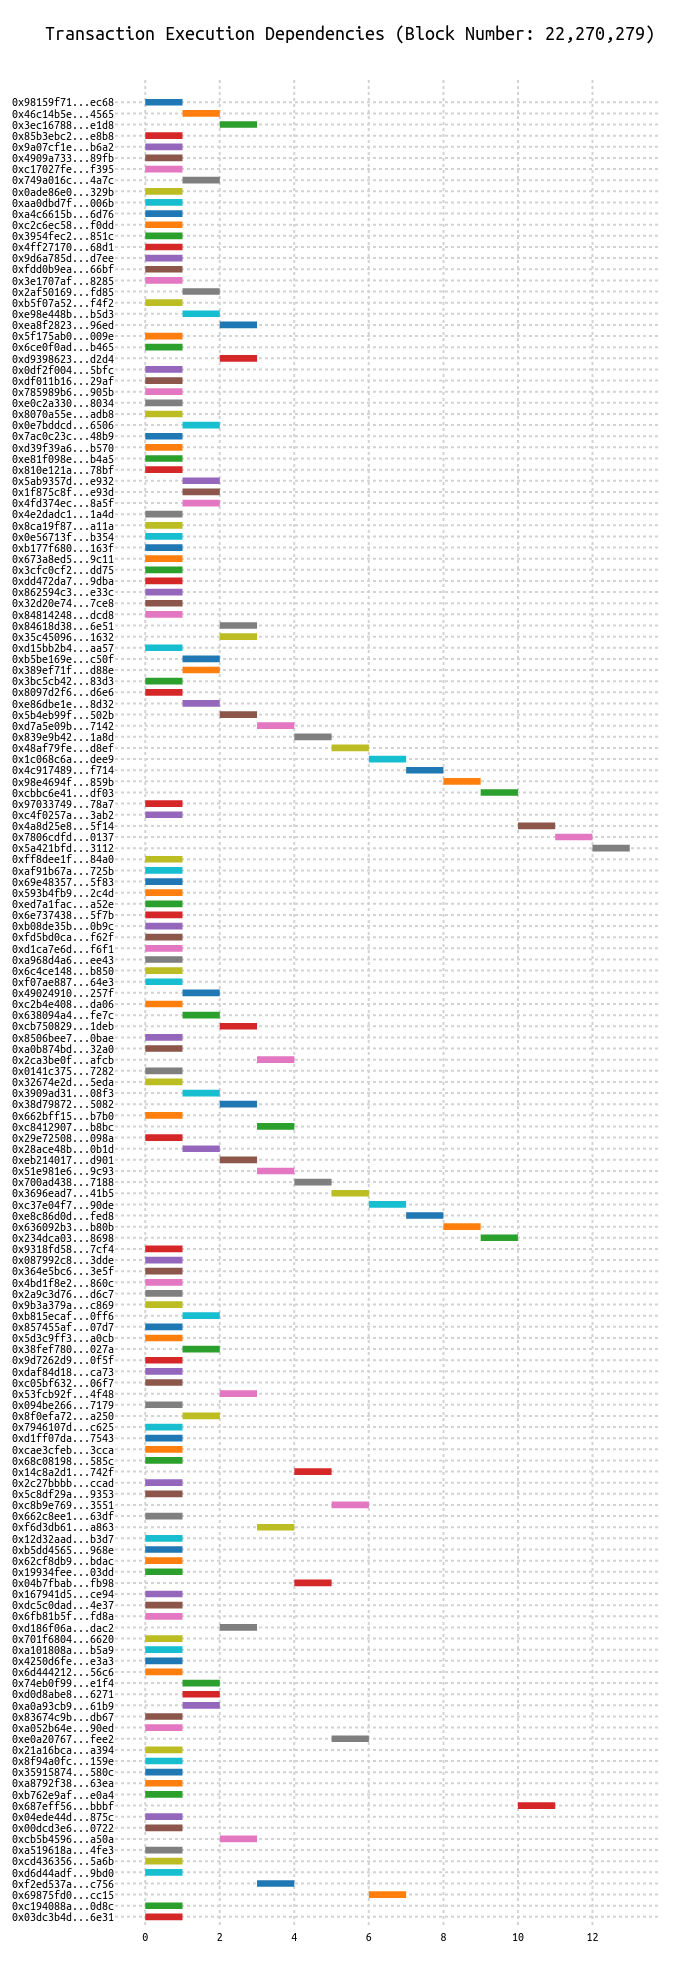 Transaction Execution Dependencies (Block Number: 22,270,279)
0x98159f71...ec68
0x46c14b5e...4565
0x3ec16788...e1d8
0x85b3ebc2...e8b8
0x9a07cf1e...b6a2
0x4909a733...89fb
0xc17027fe...f395
0x749a016c...4a7c
0x0ade86e0...329b
0xaa0dbd7f...006b
0xa4c6615b...6d76
0xc2c6ec58...f0dd
0x3954fec2...851c
0x4ff27170...68d1
0x9d6a785d...d7ee
0xfdd0b9ea...66bf
0x3e1707af...8285
0x2af50169...fd85
0xb5f07a52...f4f2
0xe98e448b...b5d3
0xea8f2823...96ed
0x5f175ab0...009e
0x6ce0f0ad...b465
0xd9398623...d2d4
0x0df2f004...5bfc
0xdf011b16...29af
0x785989b6...905b
0xe0c2a330...8034
0x8070a55e...adb8
0x0e7bddcd...6506
0x7ac0c23c...48b9
0xd39f39a6...b570
0xe81f098e...b4a5
0x810e121a...78bf
0x5ab9357d...e932
0x1f875c8f...e93d
0x4fd374ec...8a5f
0x4e2dadc1...1a4d
0x8ca19f87...a11a
0x0e56713f...b354
0xb177f680...163f
0x673a8ed5...9c11
0x3cfc0cf2...dd75
0xdd472da7...9dba
0x862594c3...e33c
0x32d20e74...7ce8
0x84814248...dcd8
0x84618d38...6e51
0x35c45096...1632
0xd15bb2b4...aa57
0xb5be169e...c50f
0x389ef71f...d88e
0x3bc5cb42...83d3
0x8097d2f6...d6e6
0xe86dbe1e...8d32
0x5b4eb99f...502b
0xd7a5e09b...7142
0x839e9b42...1a8d
0x48af79fe...d8ef
0x1c068c6a...dee9
0x4c917489...f714
0x98e4694f...859b
0xcbbc6e41...df03
0x97033749...78a7
0xc4f0257a...3ab2
0x4a8d25e8...5f14
0x7806cdfd...0137
0x5a421bfd...3112
0xff8dee1f...84a0
0xaf91b67a...725b
0x69e48357...5f83
0x593b4fb9...2c4d
0xed7a1fac...a52e
0x6e737438...5f7b
0xb08de35b...0b9c
0xfd5bd0ca...f62f
0xd1ca7e6d...f6f1
0xa968d4a6...ee43
0x6c4ce148...b850
0xf07ae887...64e3
0x49024910...257f
0xc2b4e408...da06
0x638094a4...fe7c
0xcb750829...1deb
0x8506bee7...0bae
0xa0b874bd...32a0
0x2ca3be0f...afcb
0x0141c375...7282
0x32674e2d...5eda
0x3909ad31...08f3
0x38d79872...5082
0x662bff15...b7b0
0xc8412907...b8bc
0x29e72508...098a
0x28ace48b...0b1d
0xeb214017...d901
0x51e981e6...9c93
0x700ad438...7188
0x3696ead7...41b5
0xc37e04f7...90de
0xe8c86d0d...fed8
0x636092b3...b80b
0x234dca03...8698
0x9318fd58...7cf4
0x087992c8...3dde
0x364e5bc6...3e5f
0x4bd1f8e2...860c
0x2a9c3d76...d6c7
0x9b3a379a...c869
0xb815ecaf...0ff6
0x857455af...07d7
0x5d3c9ff3...a0cb
0x38fef780...027a
0x9d7262d9...0f5f
0xdaf84d18...ca73
0xc05bf632...06f7
0x53fcb92f...4f48
0x094be266...7179
0x8f0efa72...a250
0x7946107d...c625
0xd1ff07da...7543
0xcae3cfeb...3cca
0x68c08198...585c
0x14c8a2d1...742f
0x2c27bbbb...ccad
0x5c8df29a...9353
0xc8b9e769...3551
0x662c8ee1...63df
0xf6d3db61...a863
0x12d32aad...b3d7
0xb5dd4565...968e
0x62cf8db9...bdac
0x19934fee...03dd
0x04b7fbab...fb98
0x167941d5...ce94
0xdc5c0dad...4e37
0x6fb81b5f...fd8a
0xd186f06a...dac2
0x701f6804...6620
0xa101808a...b5a9
0x4250d6fe...e3a3
0x6d444212...56c6
0x74eb0f99...e1f4
0xd0d8abe8...6271
0xa0a93cb9...61b9
0x83674c9b...db67
0xa052b64e...90ed
0xe0a20767...fee2
0x21a16bca...a394
0x8f94a0fc...159e
0x35915874...580c
0xa8792f38...63ea
0xb762e9af...e0a4
0x687eff56...bbbf
0x04ede44d...875c
0x00dcd3e6...0722
0xcb5b4596...a50a
0xa519618a...4fe3
0xcd436356...5a6b
0xd6d44adf...9bd0
0xf2ed537a...c756
0x69875fd0...cc15
0xc194088a...0d8c
0x03dc3b4d...6e31
0 2 4 6 8 10 12